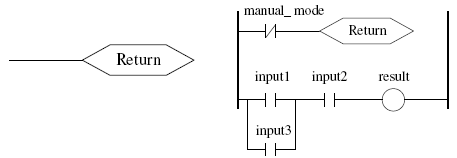 Return
manual_mode
Return
input1
input2
result
input3